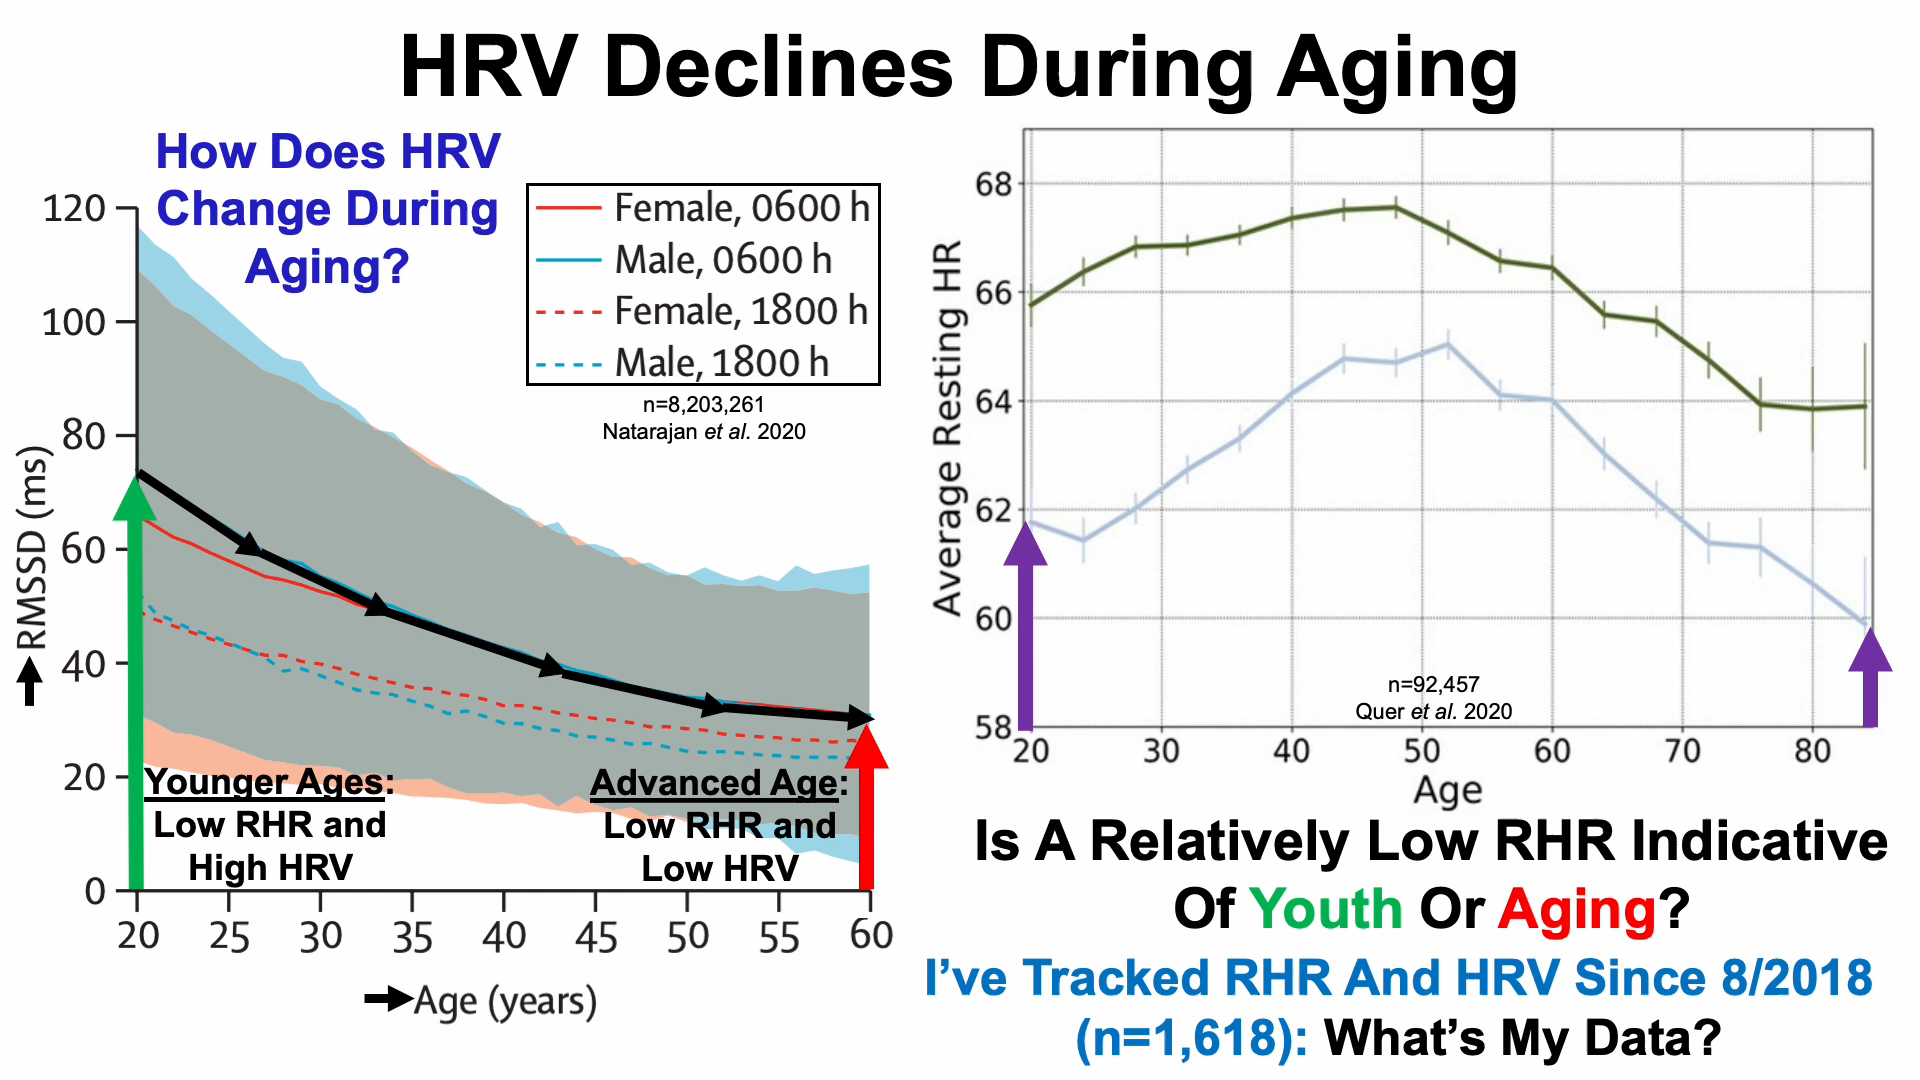 HRV Declines During Aging
How Does HRV
Change During
Aging?
Female, 0600 h
Male, 0600 h
Female, 1800 h
Male, 1800 h
n=8,203,261
Natarajan et al. 2020
RMSSD (ms)
120
100
80
60
40
20
0
Younger Ages:
Low RHR and
High HRV
Advanced Age:
Low RHR and
Low HRV
20 25 30 35 40 45 50 55 60
Age (years)
Average Resting HR
68
66
64
62
60
58
n=92,457
Quer et al. 2020
20 30 40 50 60 70 80
Age
Is A Relatively Low RHR Indicative
Of Youth Or Aging?
I’ve Tracked RHR And HRV Since 8/2018
(n=1,618): What’s My Data?